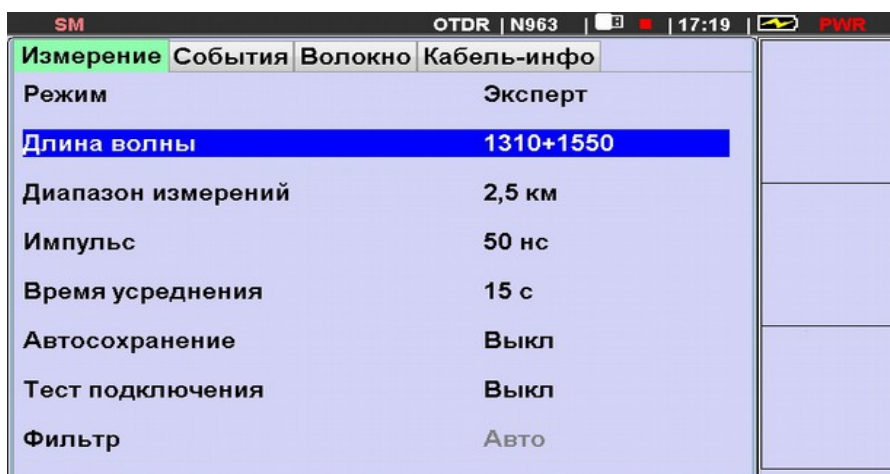 SM OTDR | N963 | | 17:19 | PWR
Измерение События Волокно Кабель-инфо
Режим Эксперт
Длина волны 1310+1550
Диапазон измерений 2,5 км
Импульс 50 нс
Время усреднения 15 с
Автосохранение Выкл
Тест подключения Выкл
Фильтр Авто